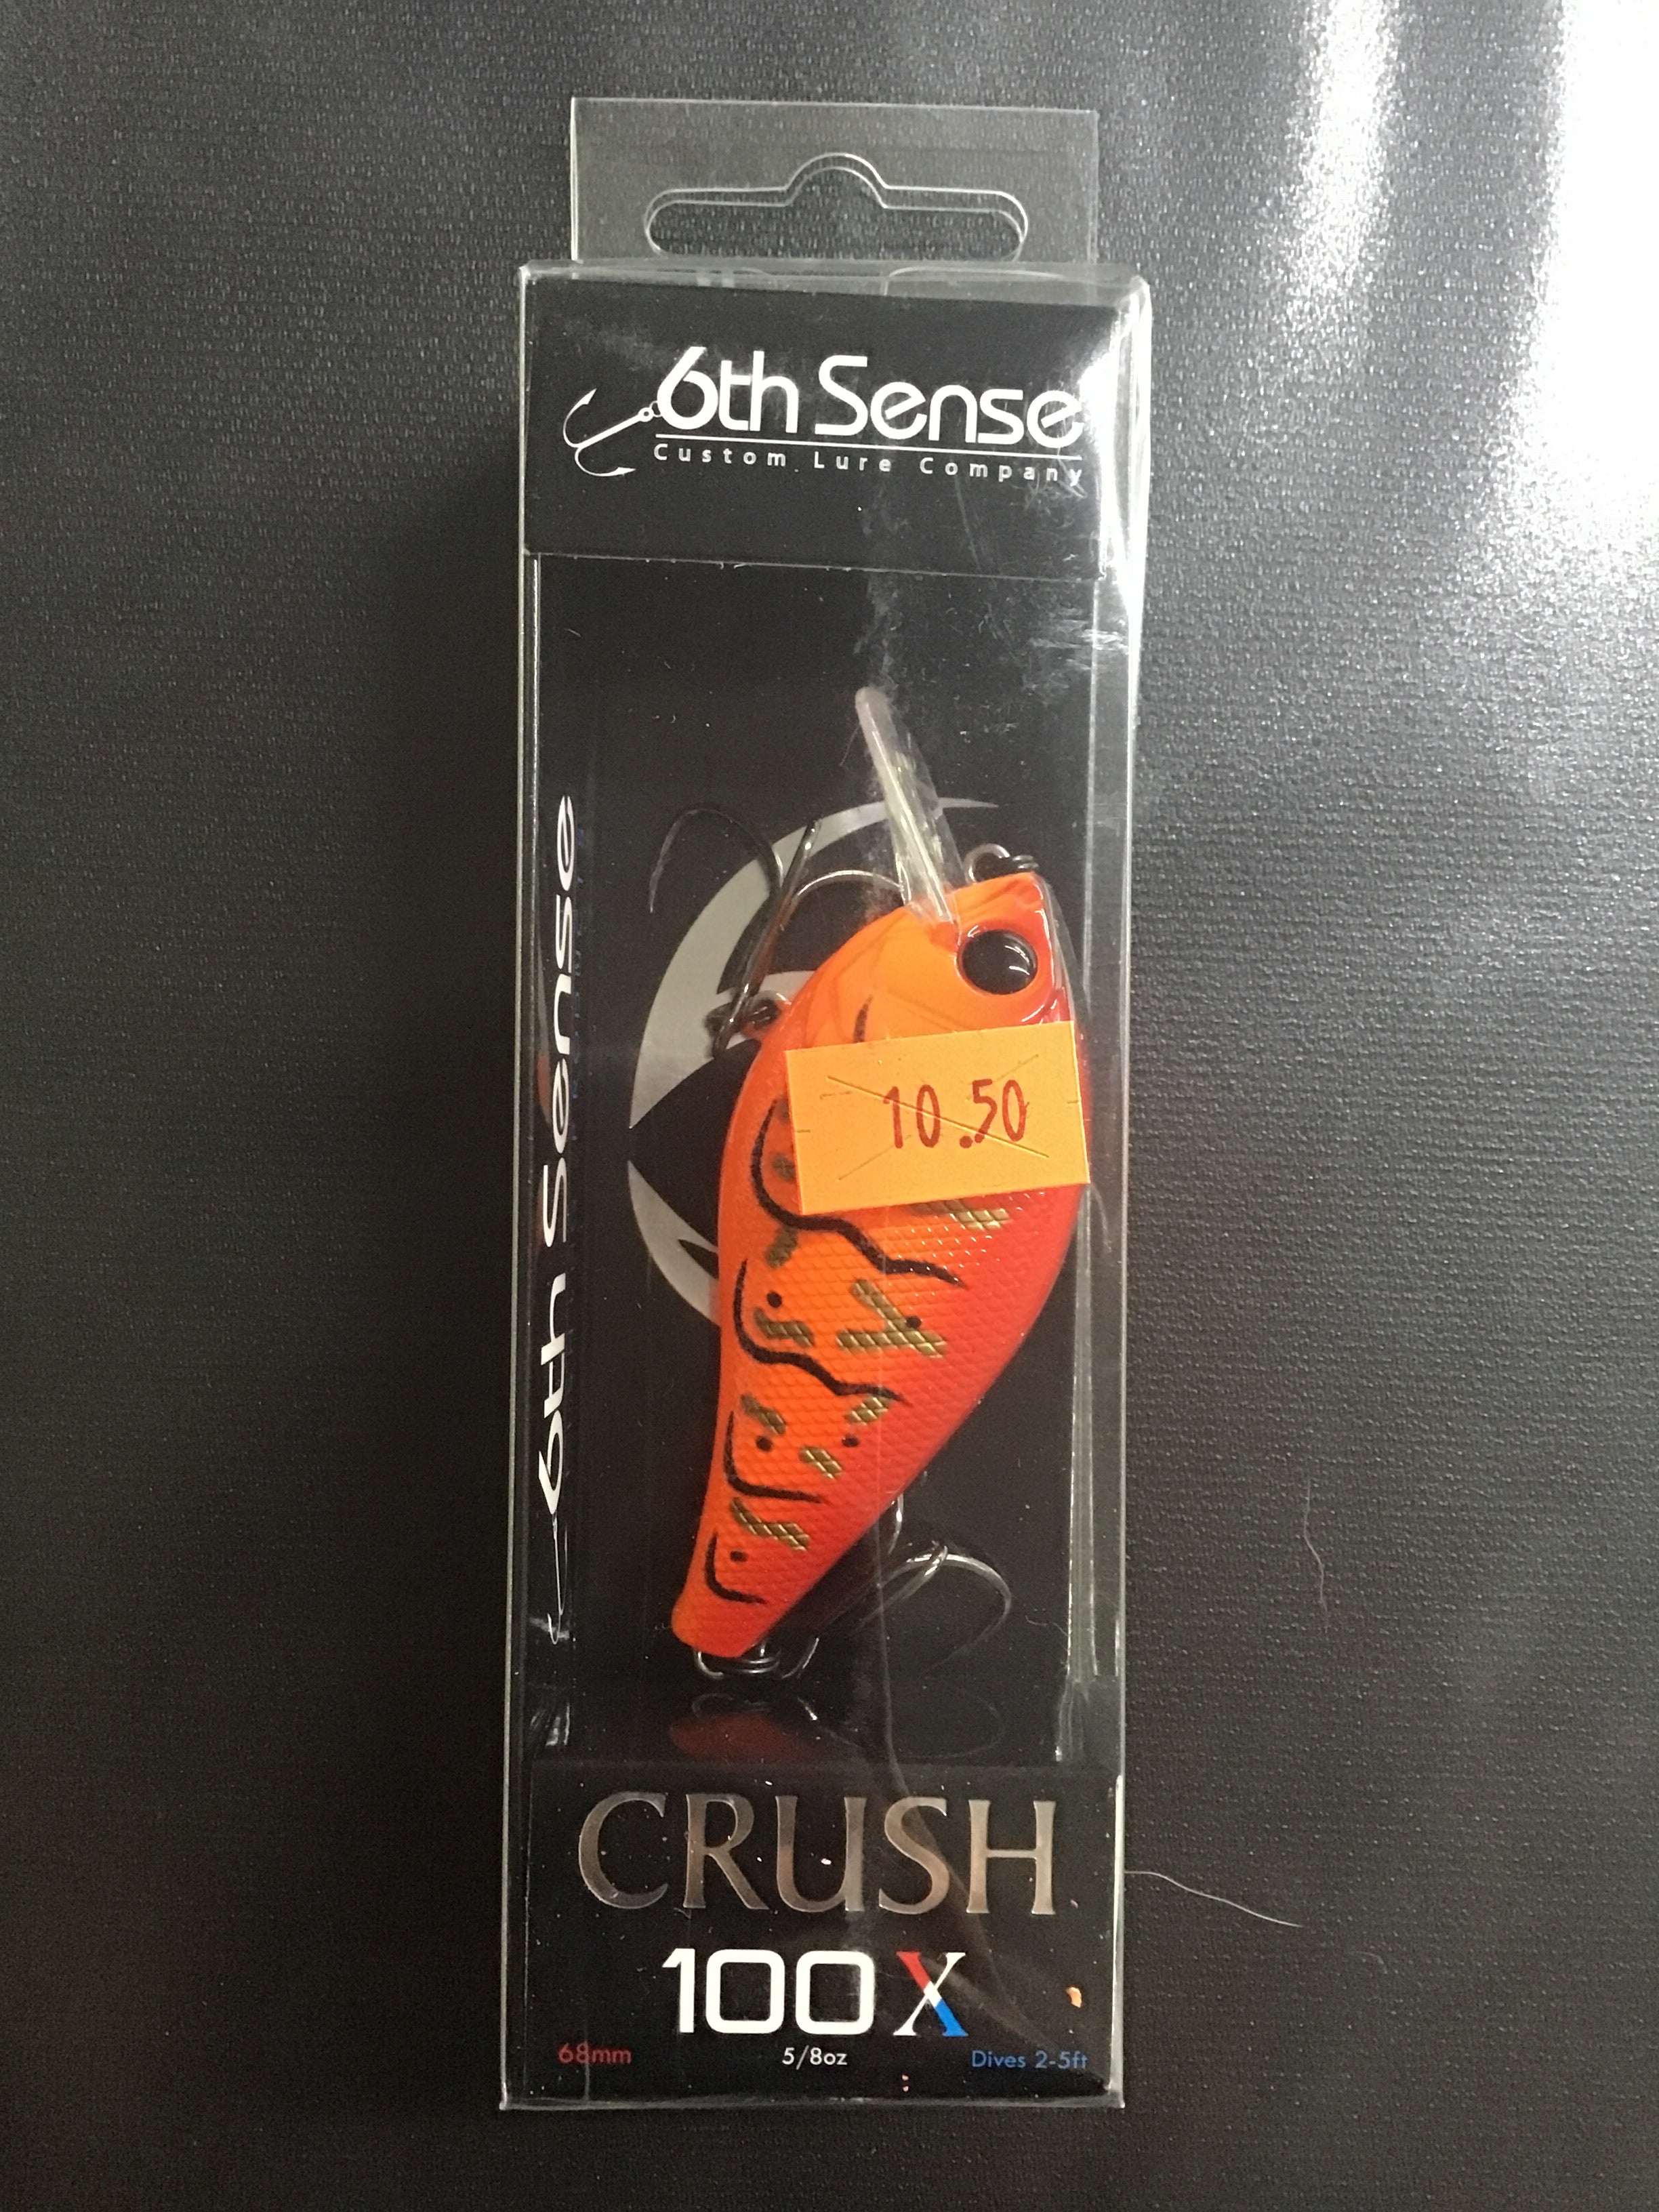 6th Sense
Custom Lure Company
6th Sense
10.50
CRUSH
100X
68mm 5/8oz Dives 2-5ft